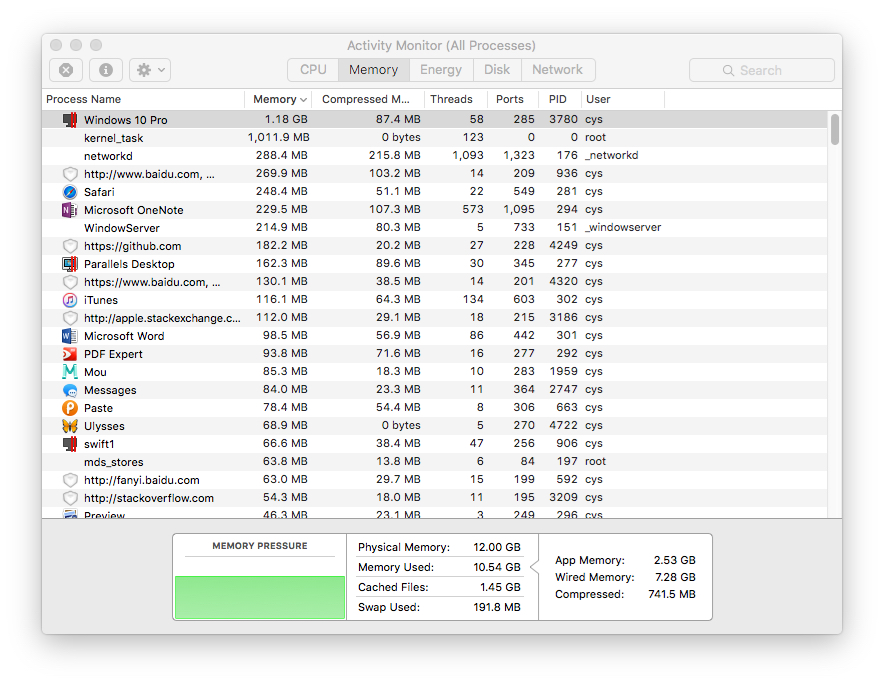 Activity Monitor (All Processes)
CPU Memory Energy Disk Network Search
Process Name Memory Compressed M... Threads Ports PID User
Windows 10 Pro 1.18 GB 87.4 MB 58 285 3780 cys
kernel_task 1,011.9 MB 0 bytes 123 0 0 root
networkd 288.4 MB 215.8 MB 1,093 1,323 176 _networkd
http://www.baidu.com, ... 269.9 MB 103.2 MB 14 209 936 cys
Safari 248.4 MB 51.1 MB 22 549 281 cys
Microsoft OneNote 229.5 MB 107.3 MB 573 1,095 294 cys
WindowServer 214.9 MB 80.3 MB 5 733 151 _windowserver
https://github.com 182.2 MB 20.2 MB 27 228 4249 cys
Parallels Desktop 162.3 MB 89.6 MB 30 345 277 cys
https://www.baidu.com, ... 130.1 MB 38.5 MB 14 201 4320 cys
iTunes 116.1 MB 64.3 MB 134 603 302 cys
http://apple.stackexchange.c... 112.0 MB 29.1 MB 18 215 3186 cys
Microsoft Word 98.5 MB 56.9 MB 86 442 301 cys
PDF Expert 93.8 MB 71.6 MB 16 277 292 cys
Mou 85.3 MB 18.3 MB 10 283 1959 cys
Messages 84.0 MB 23.3 MB 11 364 2747 cys
Paste 78.4 MB 54.4 MB 8 306 663 cys
Ulysses 68.9 MB 0 bytes 5 270 4722 cys
swift1 66.6 MB 38.4 MB 47 256 906 cys
mds_stores 63.8 MB 13.8 MB 6 84 197 root
http://fanyi.baidu.com 63.0 MB 29.7 MB 15 199 592 cys
http://stackoverflow.com 54.3 MB 18.0 MB 11 195 3209 cys
Preview 46.3 MB 23.1 MB 3 249 296 cys
MEMORY PRESSURE
Physical Memory: 12.00 GB
Memory Used: 10.54 GB
Cached Files: 1.45 GB
Swap Used: 191.8 MB
App Memory: 2.53 GB
Wired Memory: 7.28 GB
Compressed: 741.5 MB